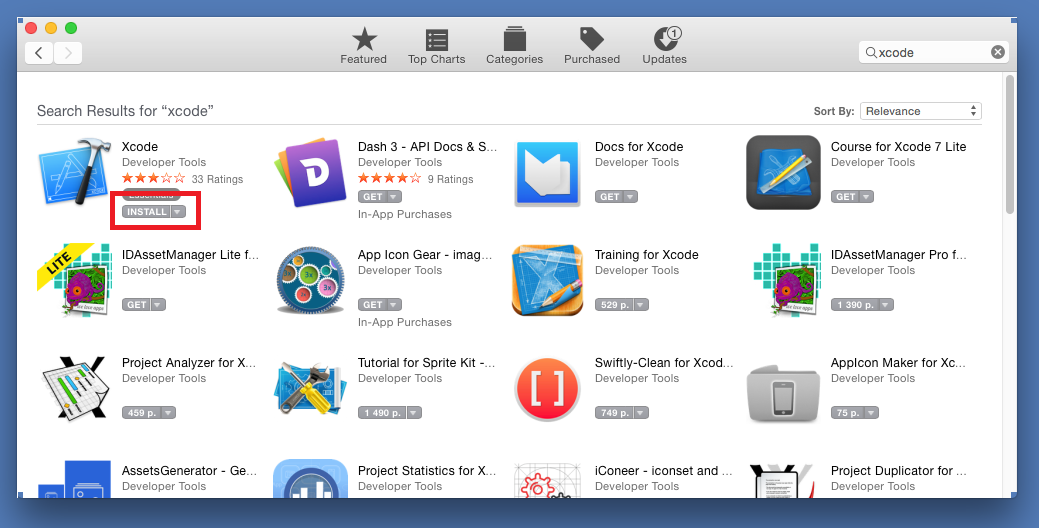 Featured
Top Charts
Categories
Purchased
1
Updates
xcode
Search Results for “xcode”
Sort By:
Relevance
Xcode
Developer Tools
33 Ratings
Essentials
INSTALL
D
Dash 3 - API Docs & S...
Developer Tools
9 Ratings
GET
In-App Purchases
Docs for Xcode
Developer Tools
GET
Course for Xcode 7 Lite
Developer Tools
GET
LITE
IDAssetManager Lite f...
Developer Tools
GET
3x
3x
3x
App Icon Gear - imag...
Developer Tools
GET
In-App Purchases
Training for Xcode
Developer Tools
529 р.
IDAssetManager Pro f...
Developer Tools
1 390 р.
Project Analyzer for X...
Developer Tools
459 р.
Tutorial for Sprite Kit -...
Developer Tools
1 490 р.
[ ]
Swiftly-Clean for Xcod...
Developer Tools
749 р.
AppIcon Maker for Xc...
Developer Tools
75 р.
AssetsGenerator - Ge...
Developer Tools
Project Statistics for X...
Developer Tools
iConeer - iconset and ...
Developer Tools
Project Duplicator for ...
Developer Tools